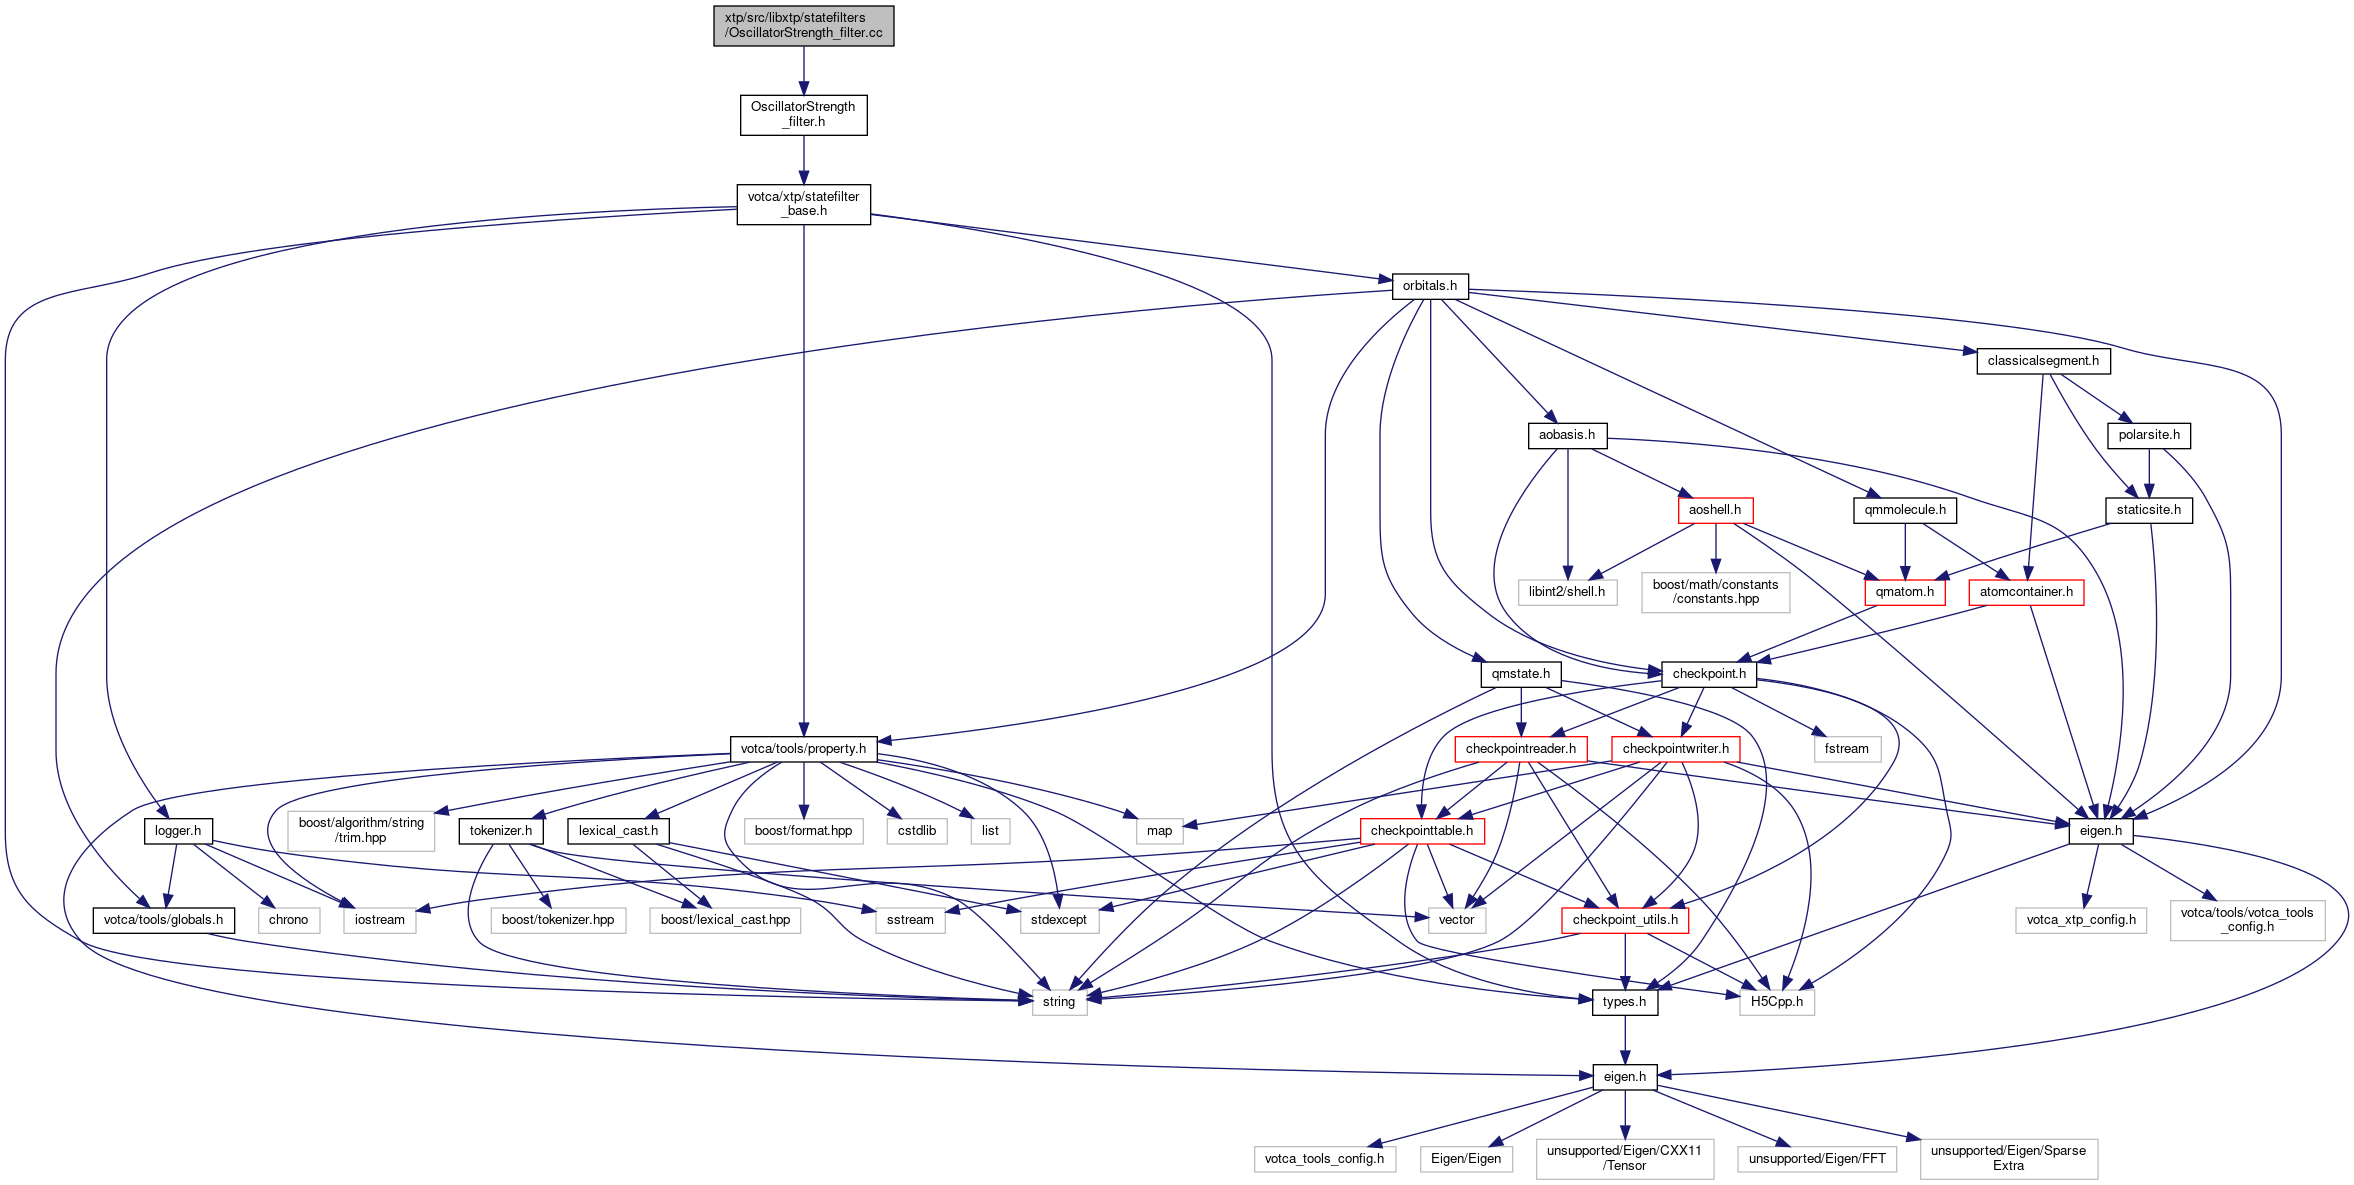 xtp/src/libxtp/statefilters
/OscillatorStrength_filter.cc
OscillatorStrength
_filter.h
votca/xtp/statefilter
_base.h
orbitals.h
classicalsegment.h
aobasis.h
polarsite.h
aoshell.h
qmmolecule.h
staticsite.h
libint2/shell.h
boost/math/constants
/constants.hpp
qmatom.h
atomcontainer.h
qmstate.h
checkpoint.h
votca/tools/property.h
checkpointreader.h
checkpointwriter.h
fstream
logger.h
boost/algorithm/string
/trim.hpp
tokenizer.h
lexical_cast.h
boost/format.hpp
cstdlib
list
map
checkpointtable.h
eigen.h
votca/tools/globals.h
chrono
iostream
boost/tokenizer.hpp
boost/lexical_cast.hpp
sstream
stdexcept
vector
checkpoint_utils.h
votca_xtp_config.h
votca/tools/votca_tools
_config.h
string
types.h
H5Cpp.h
eigen.h
votca_tools_config.h
Eigen/Eigen
unsupported/Eigen/CXX11
/Tensor
unsupported/Eigen/FFT
unsupported/Eigen/Sparse
Extra